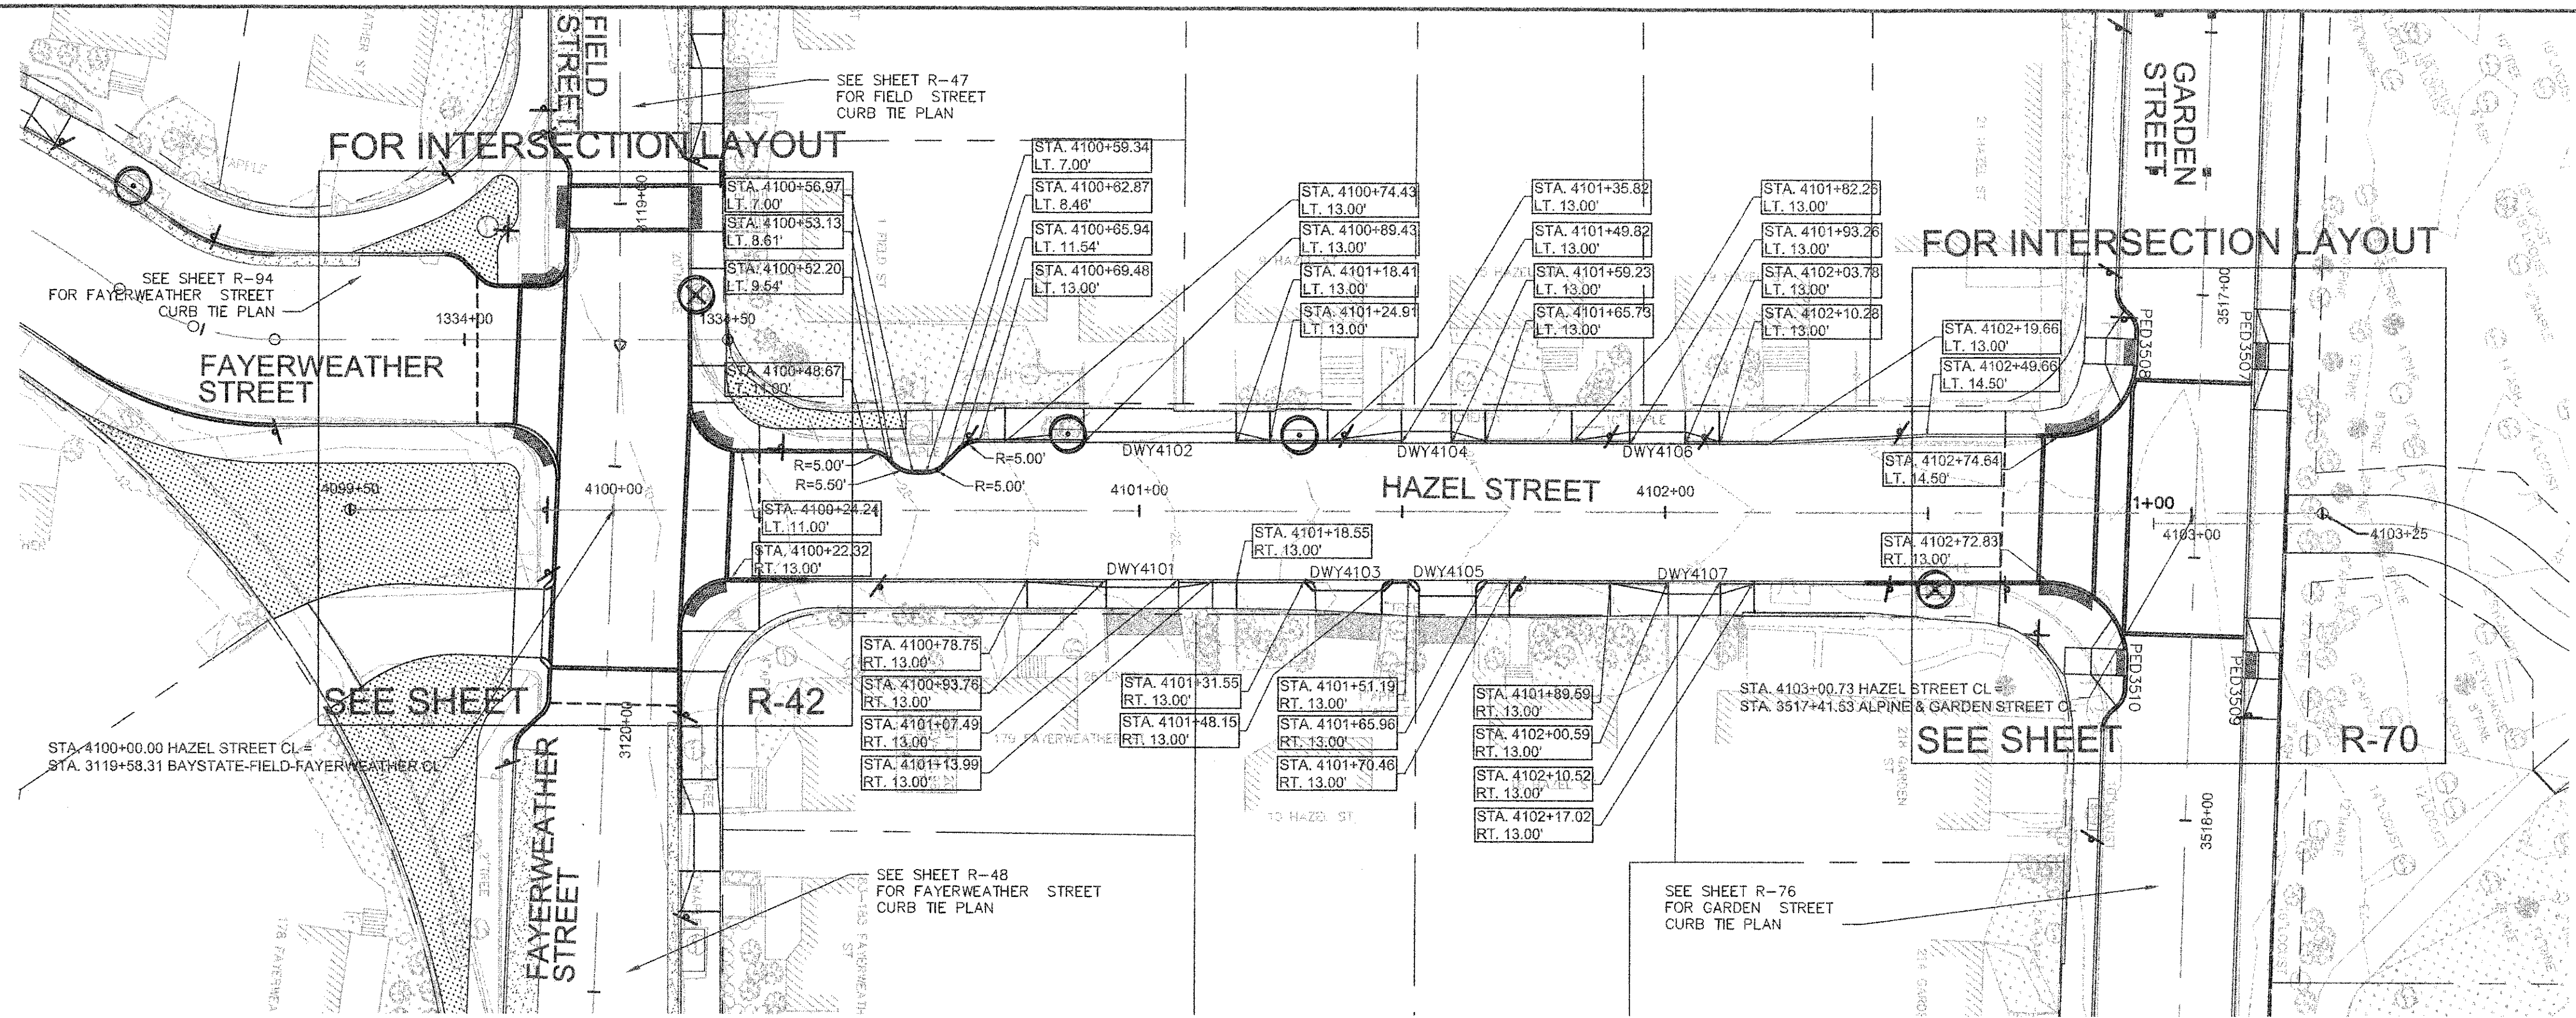 FIELD
STREET
SEE SHEET R-47
FOR FIELD STREET
CURB TIE PLAN
GARDEN
STREET
FOR INTERSECTION LAYOUT
3119+00
STA. 4100+56.97
LT. 7.00'
STA. 4100+53.13
LT. 8.61'
STA. 4100+52.20
LT. 9.54'
1334+50
STA. 4100+48.67
LT. 11.00'
STA. 4100+59.34
LT. 7.00'
STA. 4100+62.87
LT. 8.46'
STA. 4100+65.94
LT. 11.54'
STA. 4100+69.48
LT. 13.00'
STA. 4100+74.43
LT. 13.00'
STA. 4100+89.43
LT. 13.00'
STA. 4101+18.41
LT. 13.00'
STA. 4101+24.91
LT. 13.00'
STA. 4101+35.82
LT. 13.00'
STA. 4101+49.82
LT. 13.00'
STA. 4101+59.23
LT. 13.00'
STA. 4101+65.73
LT. 13.00'
STA. 4101+82.26
LT. 13.00'
STA. 4101+93.26
LT. 13.00'
STA. 4102+03.78
LT. 13.00'
STA. 4102+10.28
LT. 13.00'
FOR INTERSECTION LAYOUT
STA. 4102+19.66
LT. 13.00'
STA. 4102+49.66
LT. 14.50'
3517+00
PED3508
PED3507
SEE SHEET R-94
FOR FAYERWEATHER STREET
CURB TIE PLAN
1334+00
FAYERWEATHER
STREET
1 FIELD ST
21 HAZEL ST
R=5.00'
R=5.50'
R=5.00'
R=5.00'
DWY4102
DWY4104
DWY4106
STA. 4102+74.64
LT. 14.50'
4099+50
4100+00
4101+00
HAZEL STREET
4102+00
1+00
4103+00
4103+25
STA. 4100+24.24
LT. 11.00'
STA. 4100+22.32
RT. 13.00'
STA. 4101+18.55
RT. 13.00'
STA. 4102+72.83
RT. 13.00'
DWY4101
DWY4103
DWY4105
DWY4107
STA. 4100+78.75
RT. 13.00'
STA. 4100+93.76
RT. 13.00'
STA. 4101+07.49
RT. 13.00'
STA. 4101+13.99
RT. 13.00'
STA. 4101+31.55
RT. 13.00'
STA. 4101+48.15
RT. 13.00'
STA. 4101+51.19
RT. 13.00'
STA. 4101+65.96
RT. 13.00'
STA. 4101+70.46
RT. 13.00'
STA. 4101+89.59
RT. 13.00'
STA. 4102+00.59
RT. 13.00'
STA. 4102+10.52
RT. 13.00'
STA. 4102+17.02
RT. 13.00'
STA. 4103+00.73 HAZEL STREET CL =
STA. 3517+41.53 ALPINE & GARDEN STREET CL
PED3510
PED3509
SEE SHEET R-42
SEE SHEET R-70
STA. 4100+00.00 HAZEL STREET CL =
STA. 3119+58.31 BAYSTATE-FIELD-FAYERWEATHER CL
3120+00
179 FAYERWEATHER
13 HAZEL ST
218 GARDEN
ST
3518+00
FAYERWEATHER
STREET
SEE SHEET R-48
FOR FAYERWEATHER STREET
CURB TIE PLAN
SEE SHEET R-76
FOR GARDEN STREET
CURB TIE PLAN